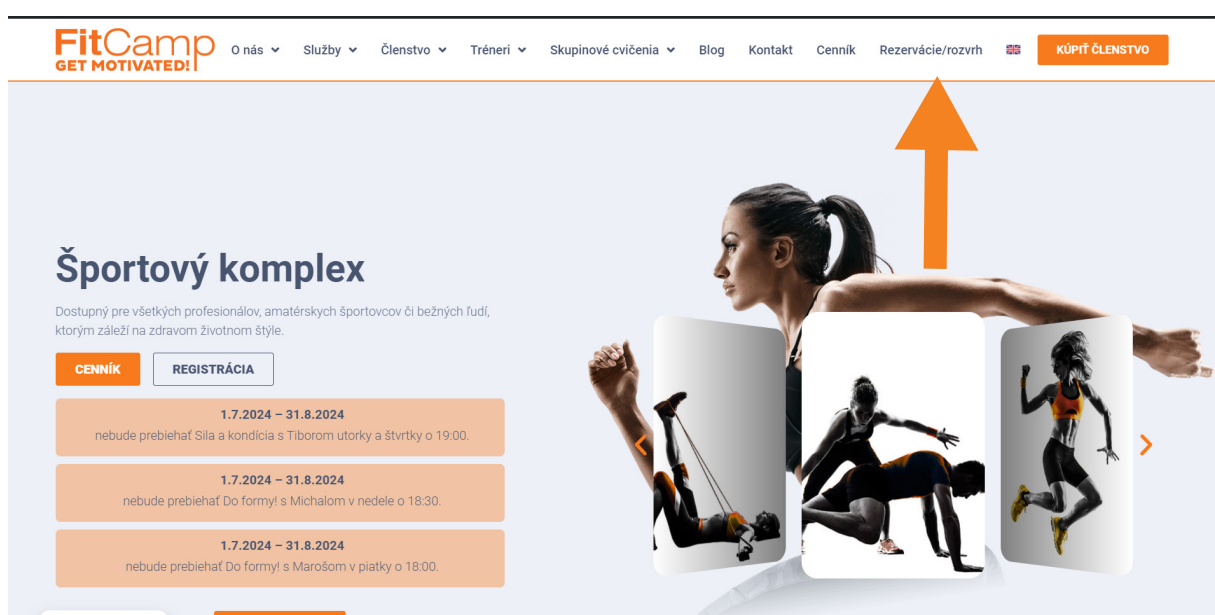 FitCamp
GET MOTIVATED!
O nás
Služby
Členstvo
Tréneri
Skupinové cvičenia
Blog
Kontakt
Cenník
Rezervácie/rozvrh
KÚPIŤ ČLENSTVO
Športový komplex
Dostupný pre všetkých profesionálov, amatérskych športovcov či bežných ľudí,
ktorým záleží na zdravom životnom štýle.
CENNÍK
REGISTRÁCIA
1.7.2024 – 31.8.2024
nebude prebiehať Sila a kondícia s Tiborom utorky a štvrtky o 19:00.
1.7.2024 – 31.8.2024
nebude prebiehať Do formy! s Michalom v nedele o 18:30.
1.7.2024 – 31.8.2024
nebude prebiehať Do formy! s Marošom v piatky o 18:00.